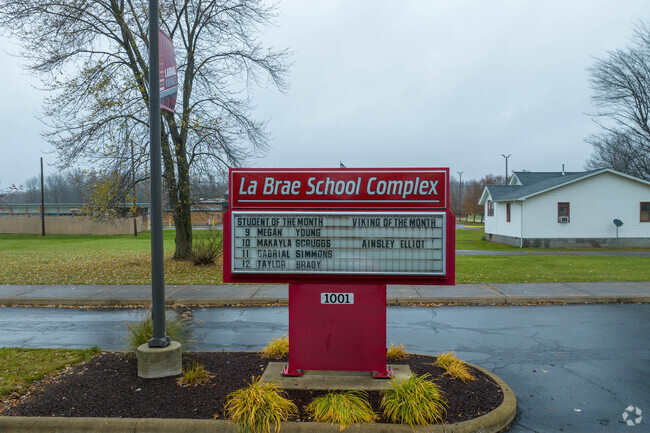 La Brae School Complex
STUDENT OF THE MONTH VIKING OF THE MONTH
9 MEGAN YOUNG
10 MAKAYLA SCRUGGS AINSLEY ELLIOT
11 GABRIAL SIMMONS
12 TAYLOR BRADY
1001